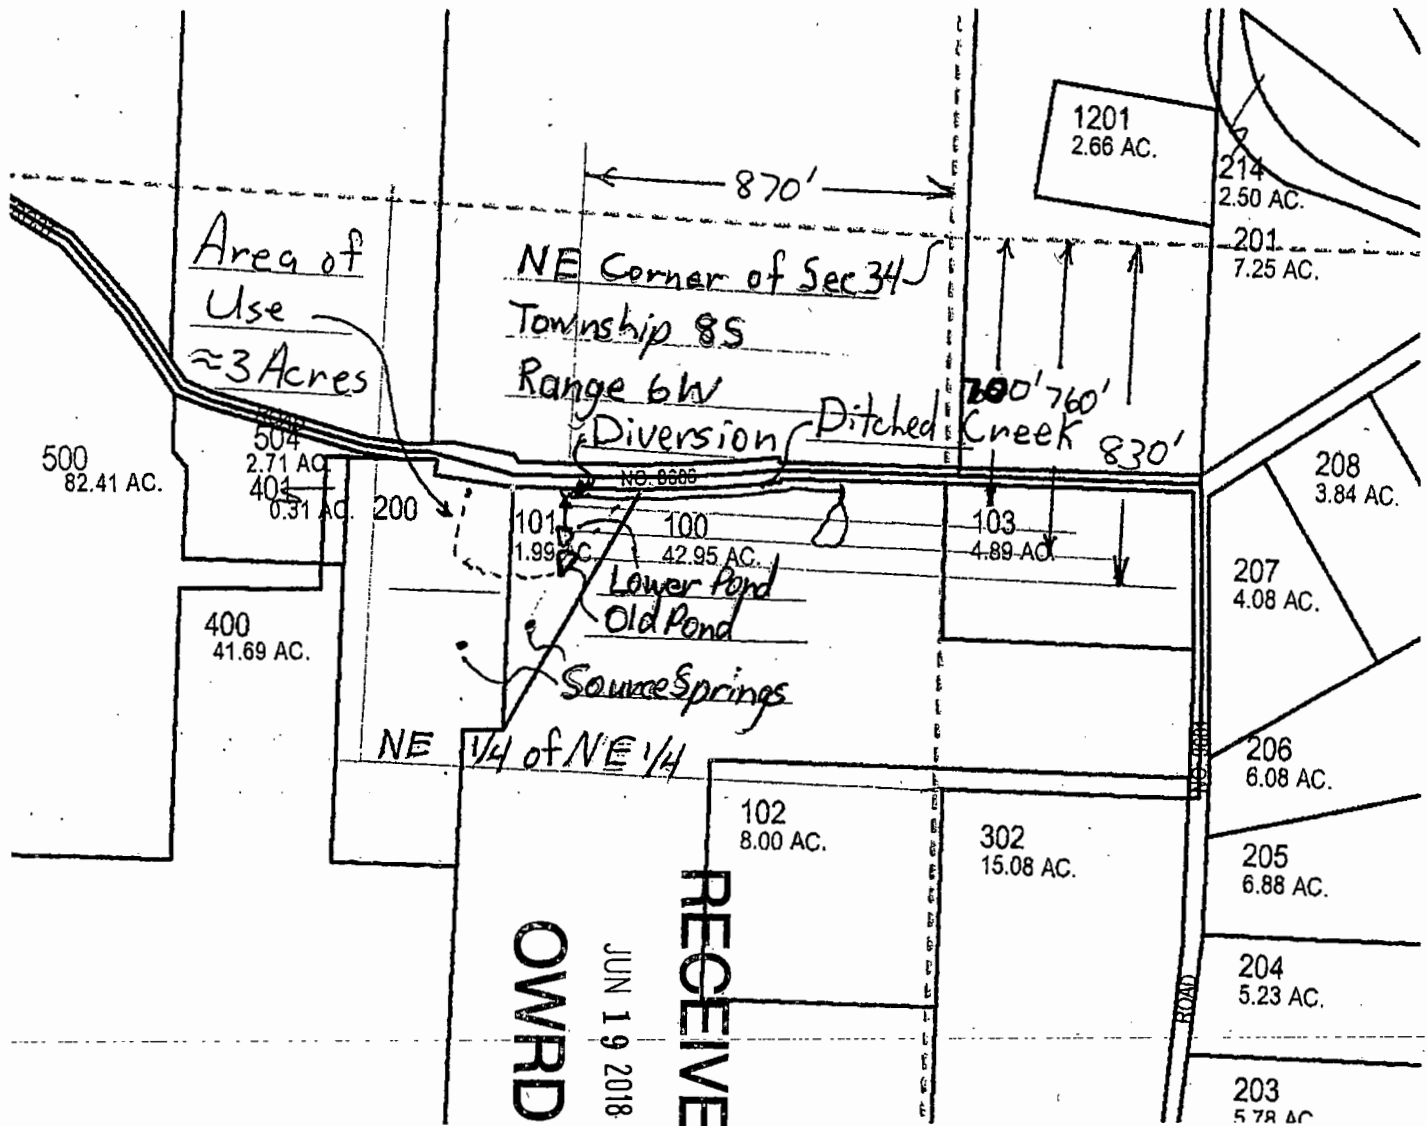 1201
2.66 AC.
870'
214
2.50 AC.
201
7.25 AC.
Area of
Use
≈3 Acres
NE Corner of Sec 34
Township 8S
Range 6W
Diversion
Ditched Creek
760'
830'
NO. 8686
504
2.71 AC.
500
82.41 AC.
401
0.31 AC.
200
101
1.99 AC
100
42.95 AC.
103
4.89 AC.
208
3.84 AC.
207
4.08 AC.
Lower Pond
Old Pond
Source Springs
400
41.69 AC.
NE 1/4 of NE 1/4
206
6.08 AC.
102
8.00 AC.
302
15.08 AC.
205
6.88 AC.
204
5.23 AC.
ROAD
203
5.78 AC
RECEIVE
JUN 19 2018
OWRD